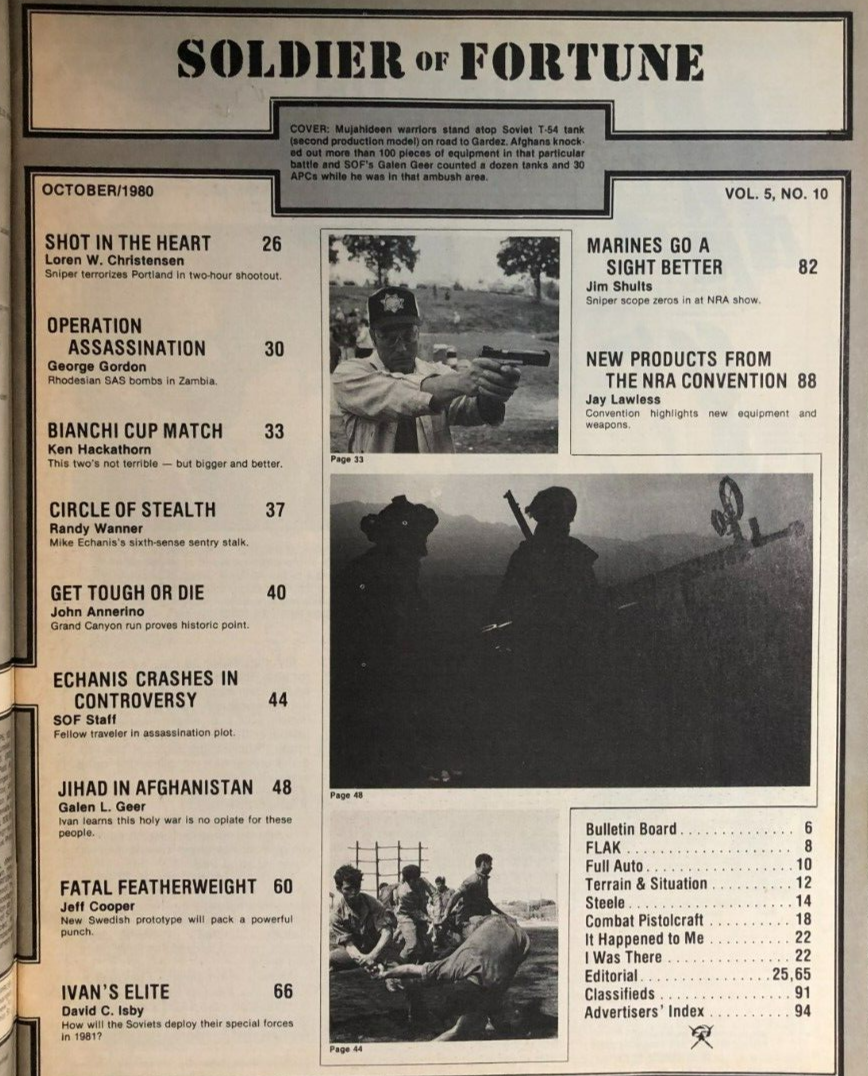 SOLDIER OF FORTUNE
COVER: Mujahideen warriors stand atop Soviet T-54 tank
(second production model) on road to Gardez. Afghans knock-
ed out more than 100 pieces of equipment in that particular
battle and SOF's Galen Geer counted a dozen tanks and 30
APCs while he was in that ambush area.
OCTOBER/1980
VOL. 5, NO. 10
SHOT IN THE HEART 26
Loren W. Christensen
Sniper terrorizes Portland in two-hour shootout.
OPERATION
ASSASSINATION 30
George Gordon
Rhodesian SAS bombs in Zambia.
BIANCHI CUP MATCH 33
Ken Hackathorn
This two's not terrible — but bigger and better.
CIRCLE OF STEALTH 37
Randy Wanner
Mike Echanis's sixth-sense sentry stalk.
GET TOUGH OR DIE 40
John Annerino
Grand Canyon run proves historic point.
ECHANIS CRASHES IN
CONTROVERSY 44
SOF Staff
Fellow traveler in assassination plot.
JIHAD IN AFGHANISTAN 48
Galen L. Geer
Ivan learns this holy war is no opiate for these
people.
FATAL FEATHERWEIGHT 60
Jeff Cooper
New Swedish prototype will pack a powerful
punch.
IVAN'S ELITE 66
David C. Isby
How will the Soviets deploy their special forces
in 1981?
Page 33
Page 48
Page 44
MARINES GO A
SIGHT BETTER 82
Jim Shults
Sniper scope zeros in at NRA show.
NEW PRODUCTS FROM
THE NRA CONVENTION 88
Jay Lawless
Convention highlights new equipment and
weapons.
Bulletin Board . . . . . . . . . . . . . . 6
FLAK . . . . . . . . . . . . . . . . . . . . 8
Full Auto . . . . . . . . . . . . . . . . . 10
Terrain & Situation . . . . . . . . . . 12
Steele . . . . . . . . . . . . . . . . . . . 14
Combat Pistolcraft . . . . . . . . . . 18
It Happened to Me . . . . . . . . . . 22
I Was There . . . . . . . . . . . . . . . 22
Editorial . . . . . . . . . . . . . . . 25,65
Classifieds . . . . . . . . . . . . . . . 91
Advertisers' Index . . . . . . . . . . 94